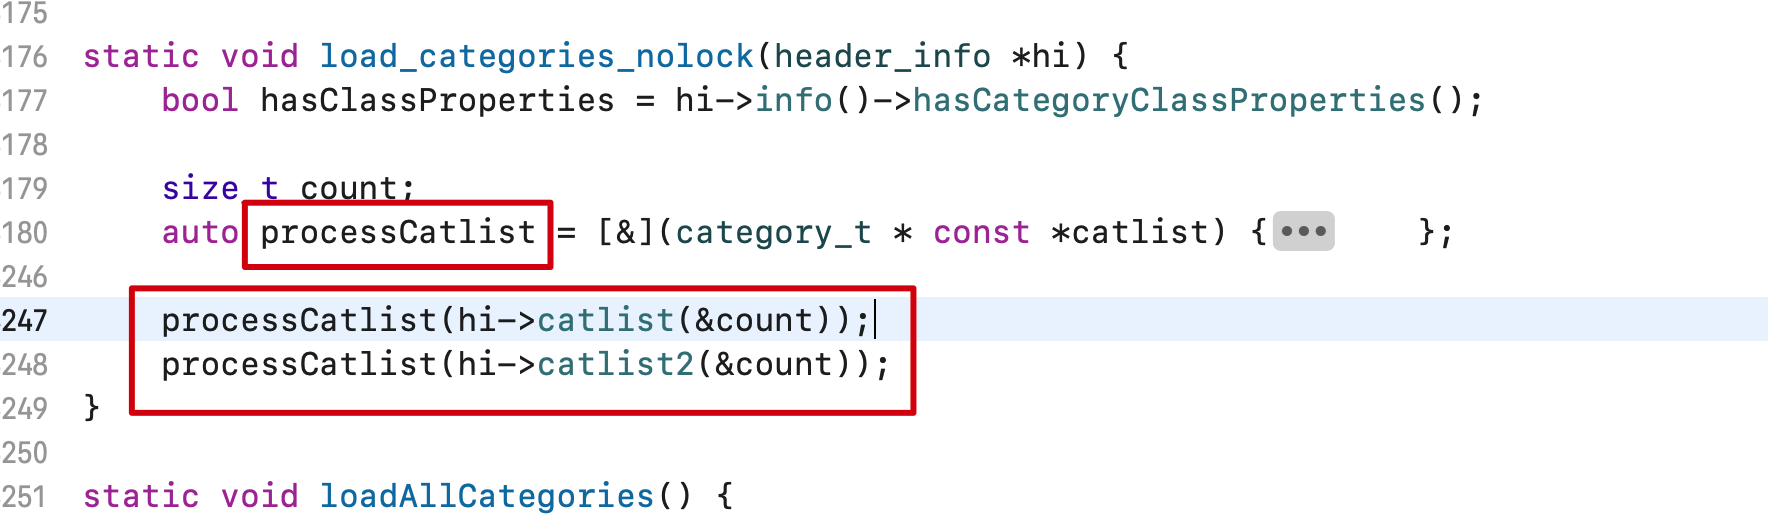 175
176 static void load_categories_nolock(header_info *hi) {
177 bool hasClassProperties = hi->info()->hasCategoryClassProperties();
178
179 size_t count;
180 auto processCatlist = [&](category_t * const *catlist) {••• };
246
247 processCatlist(hi->catlist(&count));
248 processCatlist(hi->catlist2(&count));
249 }
250
251 static void loadAllCategories() {